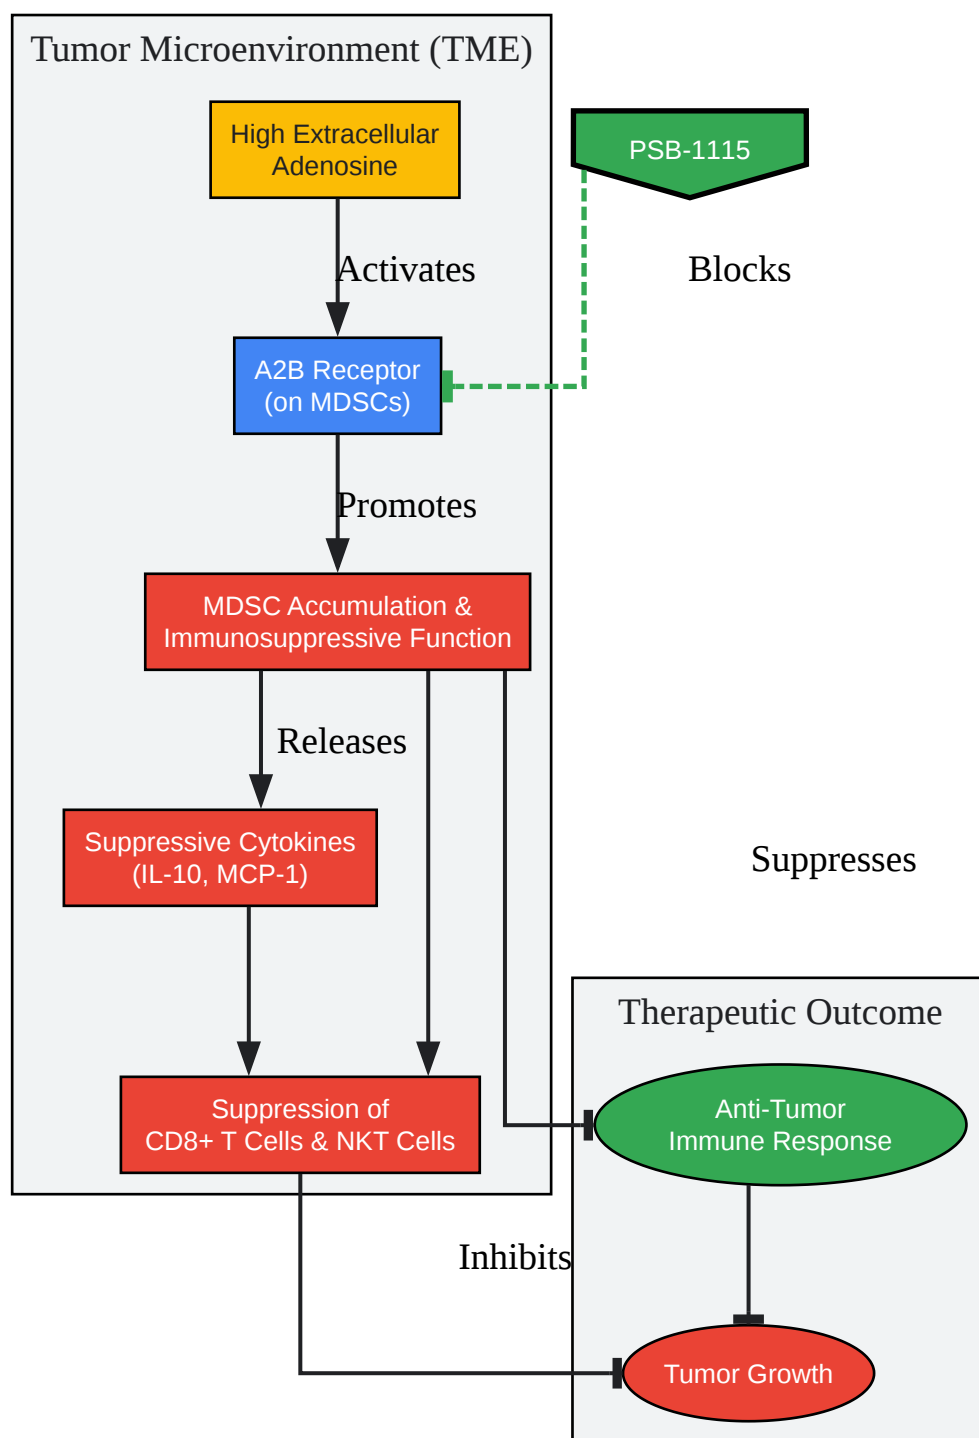 Tumor Microenvironment (TME)
High Extracellular
Adenosine
PSB-1115
Activates
Blocks
A2B Receptor
(on MDSCs)
Promotes
MDSC Accumulation &
Immunosuppressive Function
Releases
Suppressive Cytokines
(IL-10, MCP-1)
Suppresses
Therapeutic Outcome
Suppression of
CD8+ T Cells & NKT Cells
Anti-Tumor
Immune Response
Inhibits
Tumor Growth